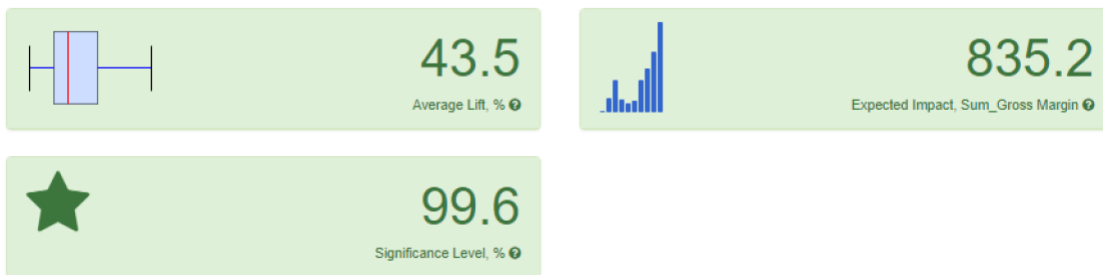 43.5
Average Lift, % ?
835.2
Expected Impact, Sum_Gross Margin ?
99.6
Significance Level, % ?